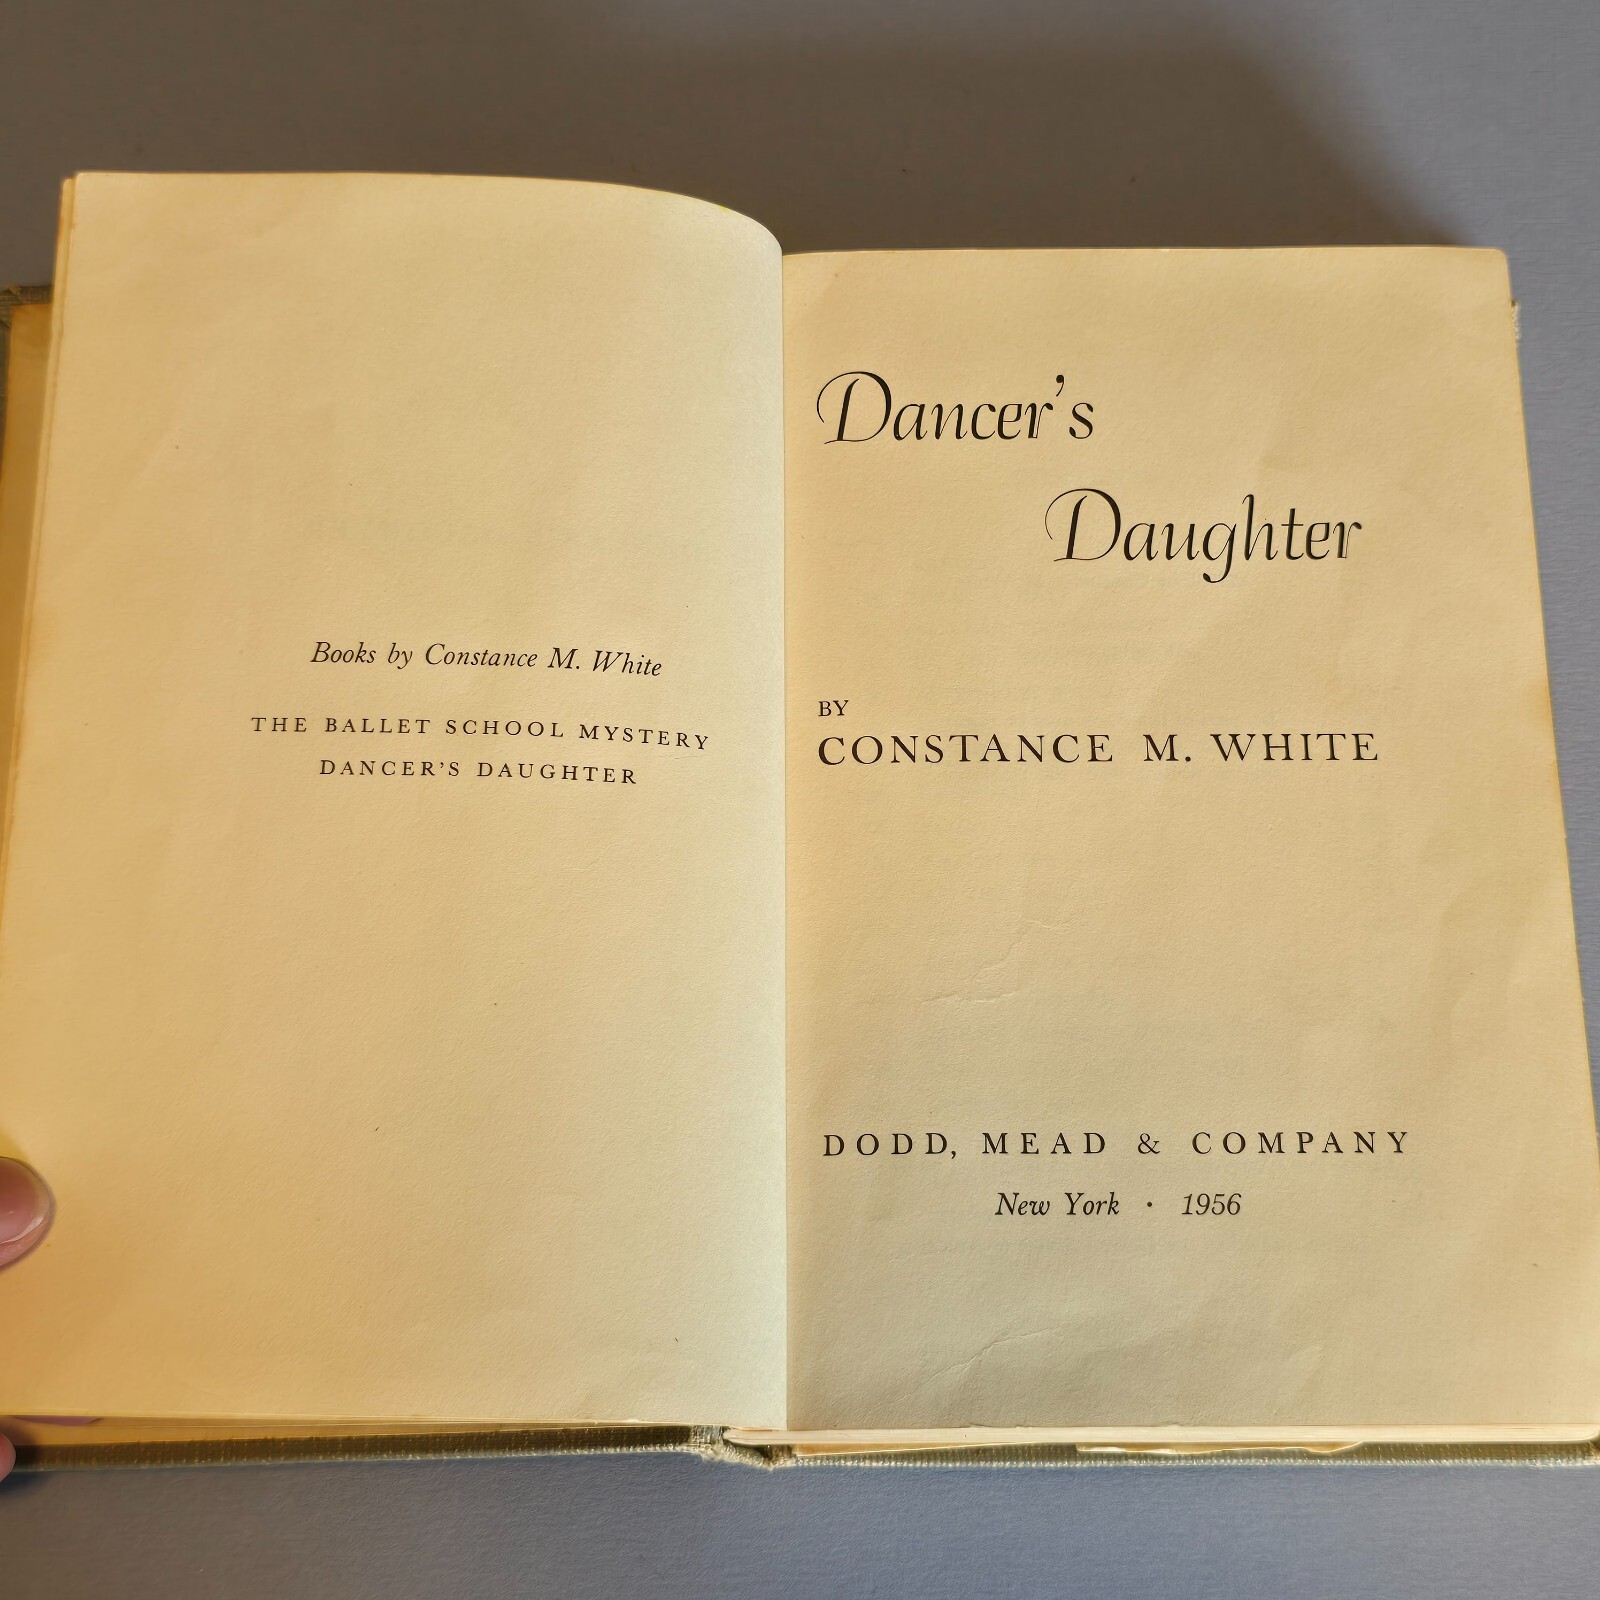 Books by Constance M. White
THE BALLET SCHOOL MYSTERY
DANCER'S DAUGHTER
Dancer's
Daughter
BY
CONSTANCE M. WHITE
DODD, MEAD & COMPANY
New York · 1956